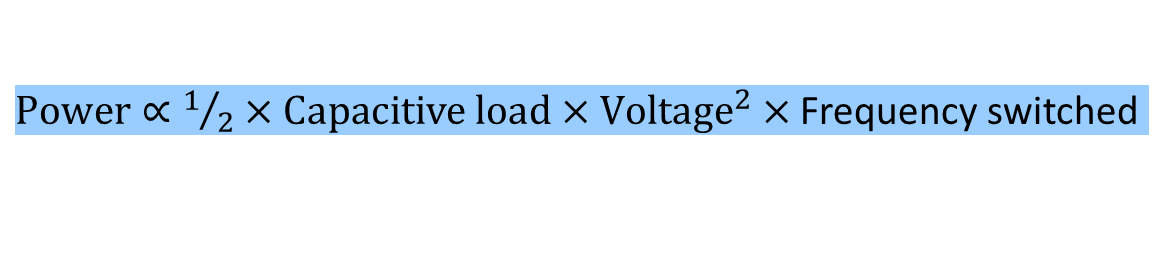 Power ∝ 1/2 × Capacitive load × Voltage² × Frequency switched